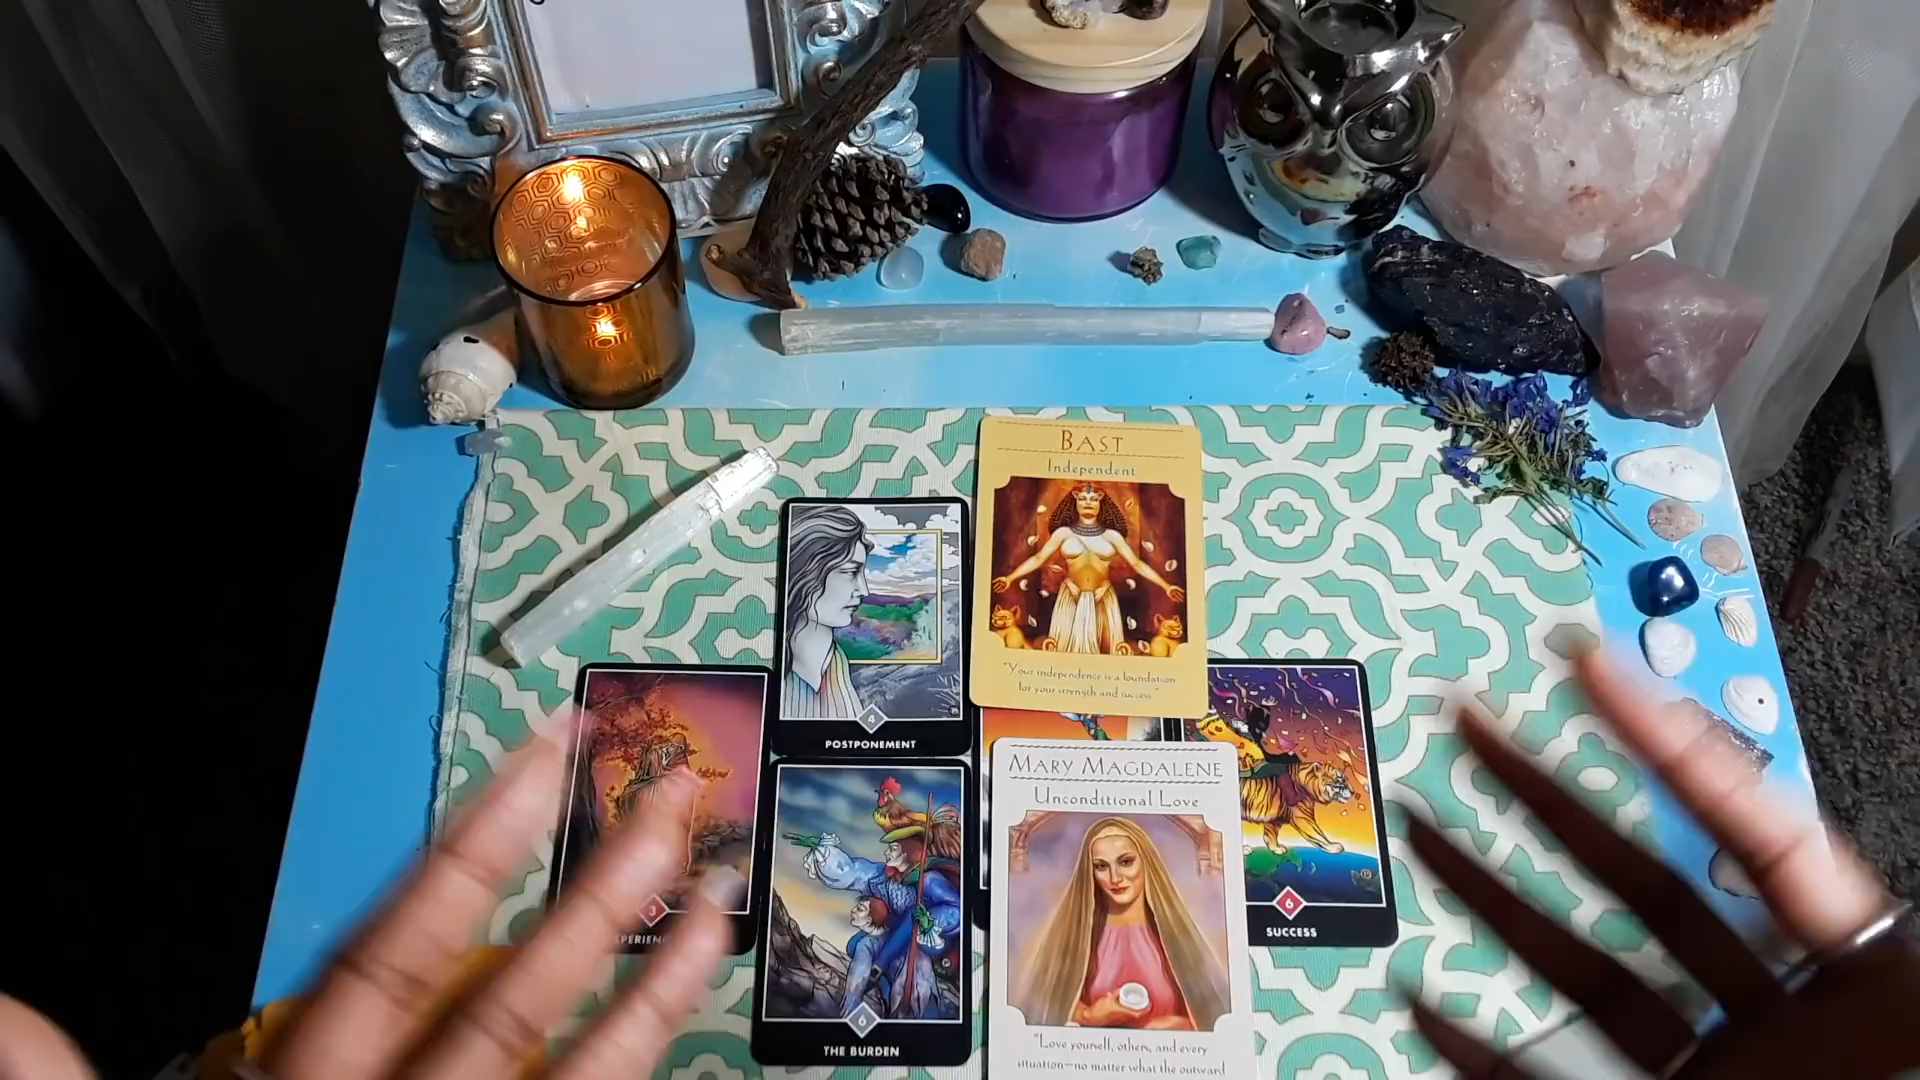 BAST
Independent
"Your independence is a foundation
for your strength and success"
4
POSTPONEMENT
MARY MAGDALENE
Unconditional Love
"Love yourself, others, and every
situation—no matter what the outward
3
6
THE BURDEN
6
SUCCESS